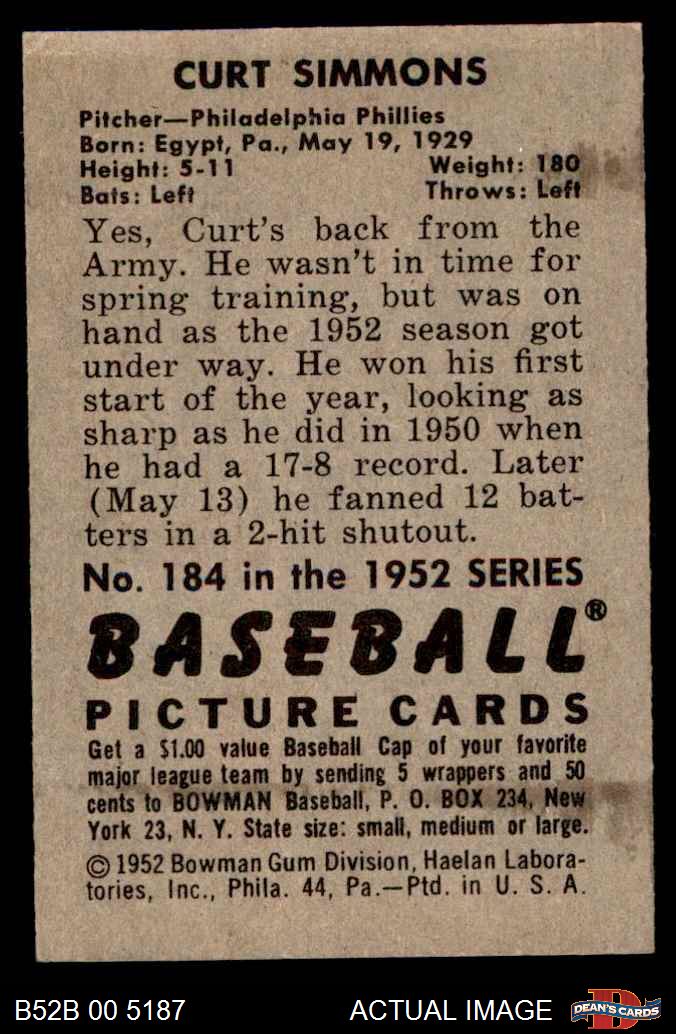 CURT SIMMONS
Pitcher—Philadelphia Phillies
Born: Egypt, Pa., May 19, 1929
Height: 5-11 Weight: 180
Bats: Left Throws: Left
Yes, Curt's back from the
Army. He wasn't in time for
spring training, but was on
hand as the 1952 season got
under way. He won his first
start of the year, looking as
sharp as he did in 1950 when
he had a 17-8 record. Later
(May 13) he fanned 12 bat-
ters in a 2-hit shutout.
No. 184 in the 1952 SERIES
BASEBALL®
PICTURE CARDS
Get a $1.00 value Baseball Cap of your favorite
major league team by sending 5 wrappers and 50
cents to BOWMAN Baseball, P. O. BOX 234, New
York 23, N. Y. State size: small, medium or large.
© 1952 Bowman Gum Division, Haelan Labora-
tories, Inc., Phila. 44, Pa.—Ptd. in U. S. A.
B52B 00 5187 ACTUAL IMAGE D DEAN'S CARDS